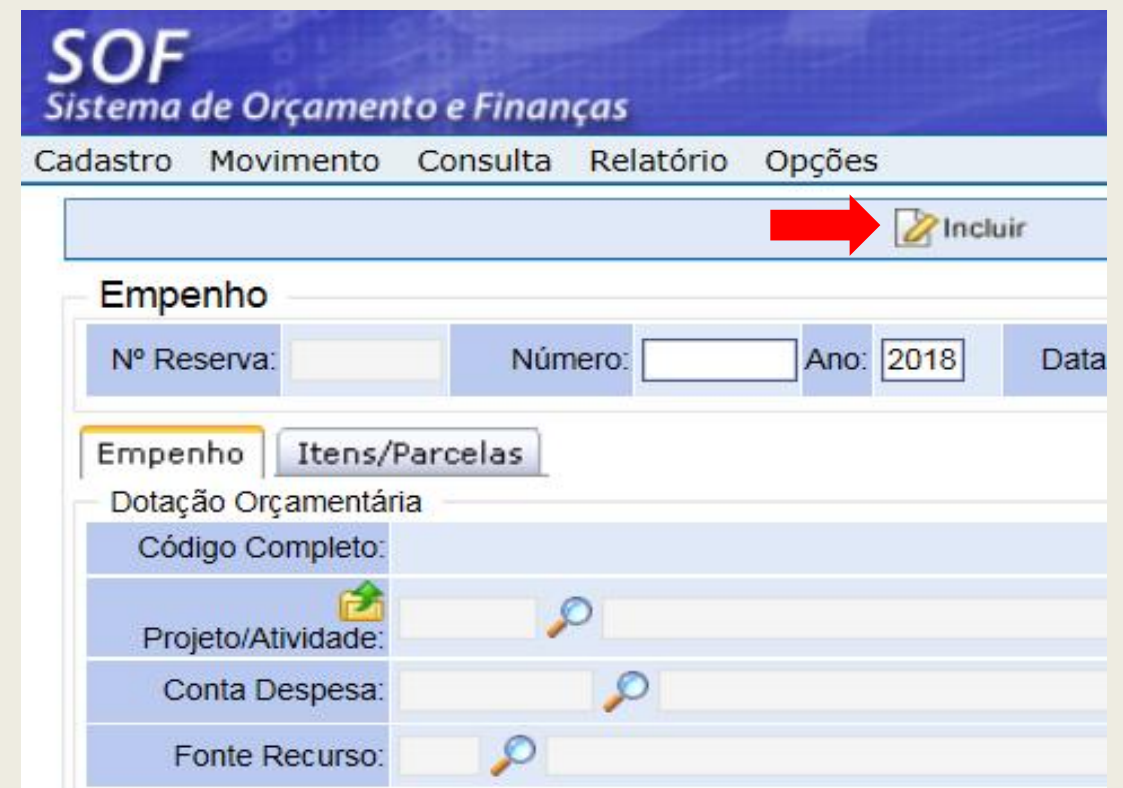 SOF
Sistema de Orçamento e Finanças
Cadastro Movimento Consulta Relatório Opções
Incluir
Empenho
Nº Reserva: Número: Ano: 2018 Data
Empenho Itens/Parcelas
Dotação Orçamentária
Código Completo:
Projeto/Atividade:
Conta Despesa:
Fonte Recurso: